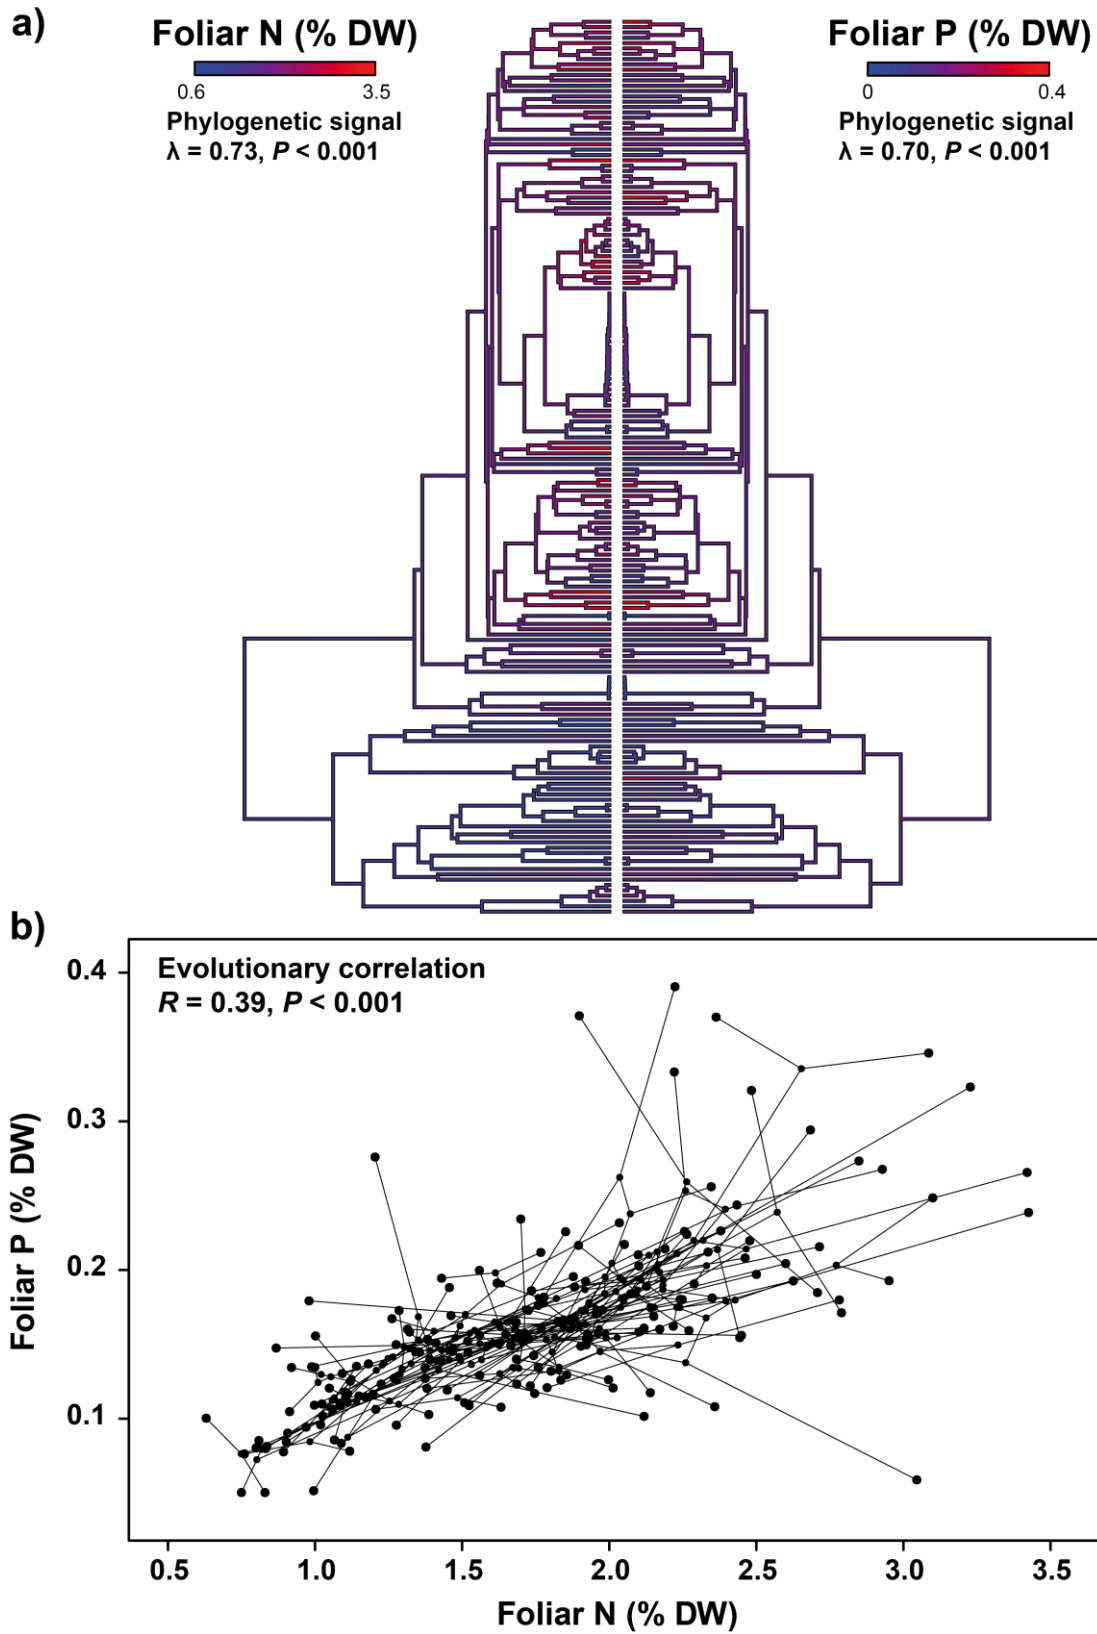 a)
Foliar N (% DW)
0.6 3.5
Phylogenetic signal
λ = 0.73, P < 0.001
Foliar P (% DW)
0 0.4
Phylogenetic signal
λ = 0.70, P < 0.001
b)
Evolutionary correlation
R = 0.39, P < 0.001
Foliar P (% DW)
0.4
0.3
0.2
0.1
0.5 1.0 1.5 2.0 2.5 3.0 3.5
Foliar N (% DW)